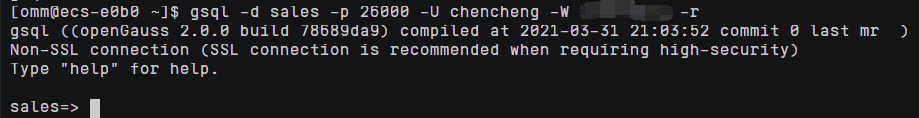 [omm@ecs-e0b0 ~]$ gsql -d sales -p 26000 -U chencheng -W -r
gsql ((openGauss 2.0.0 build 78689da9) compiled at 2021-03-31 21:03:52 commit 0 last mr  )
Non-SSL connection (SSL connection is recommended when requiring high-security)
Type "help" for help.
sales=>